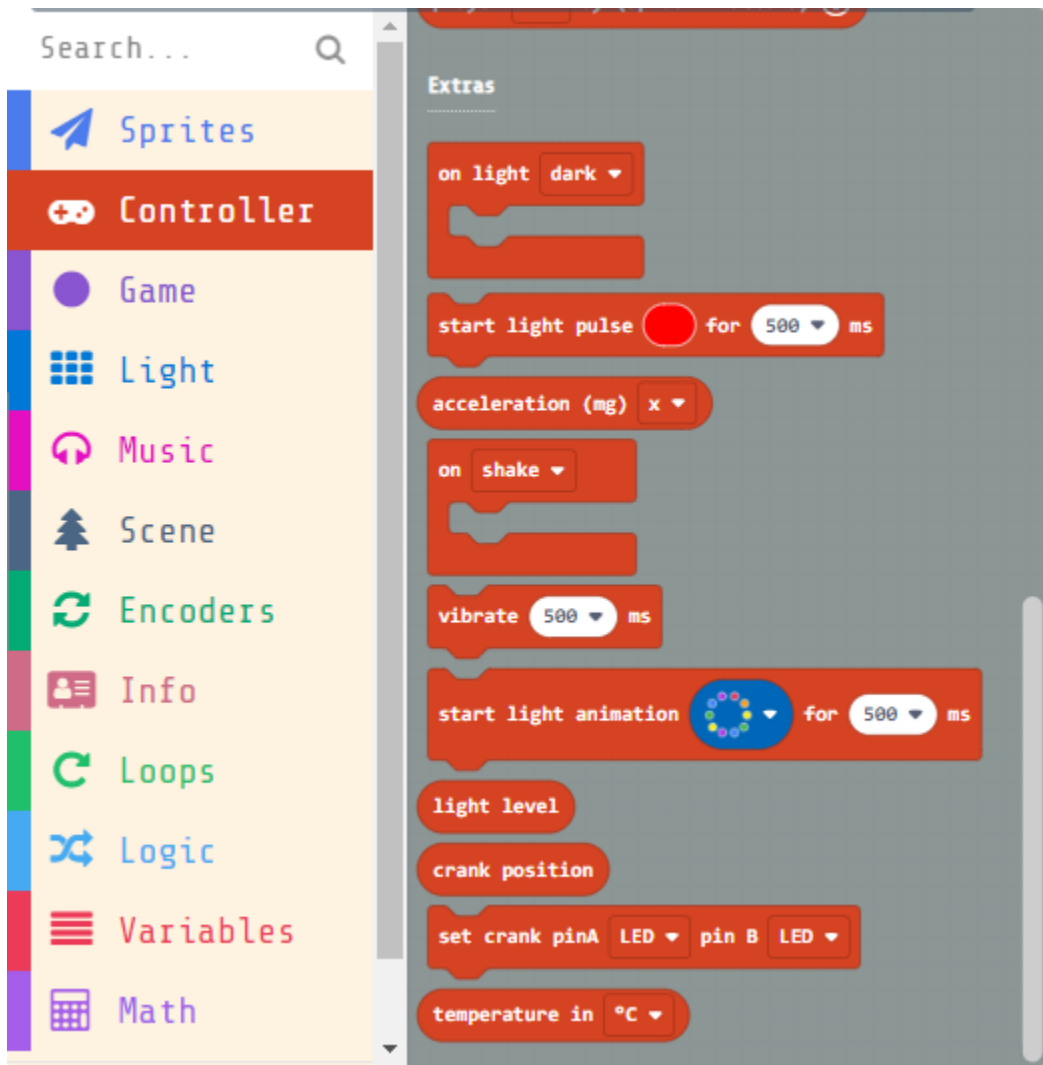 Search...
Sprites
Controller
Game
Light
Music
Scene
Encoders
Info
Loops
Logic
Variables
Math
Extras
on light dark
start light pulse for 500 ms
acceleration (mg) x
on shake
vibrate 500 ms
start light animation for 500 ms
light level
crank position
set crank pinA LED pin B LED
temperature in °C